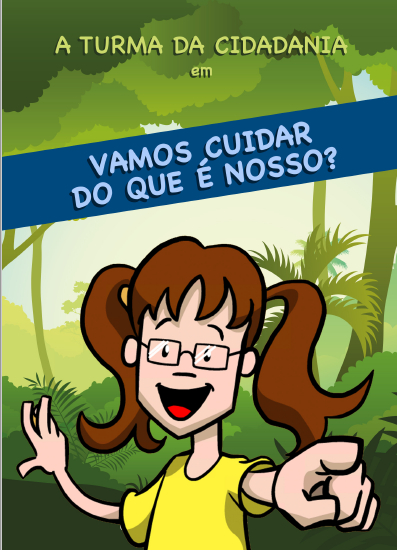 A TURMA DA CIDADANIA
em
VAMOS CUIDAR
DO QUE É NOSSO?